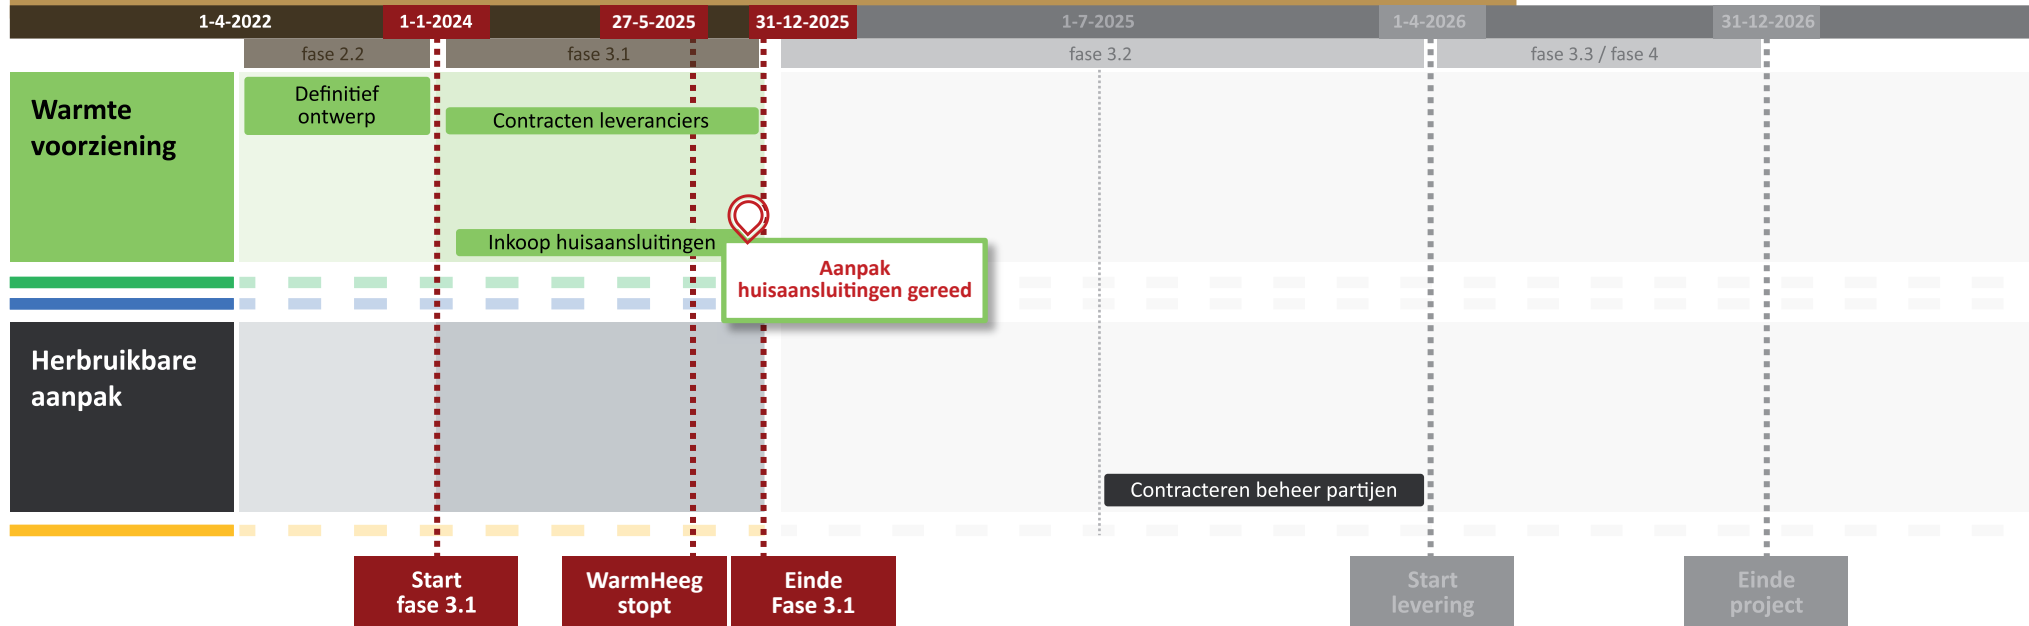 1-4-2022
1-1-2024
27-5-2025
31-12-2025
1-7-2025
1-4-2026
31-12-2026
fase 2.2
fase 3.1
fase 3.2
fase 3.3 / fase 4
Warmte
voorziening
Definitief
ontwerp
Contracten leveranciers
Inkoop huisaansluitingen
Aanpak
huisaansluitingen gereed
Herbruikbare
aanpak
Contracteren beheer partijen
Start
fase 3.1
WarmHeeg
stopt
Einde
Fase 3.1
Start
levering
Einde
project